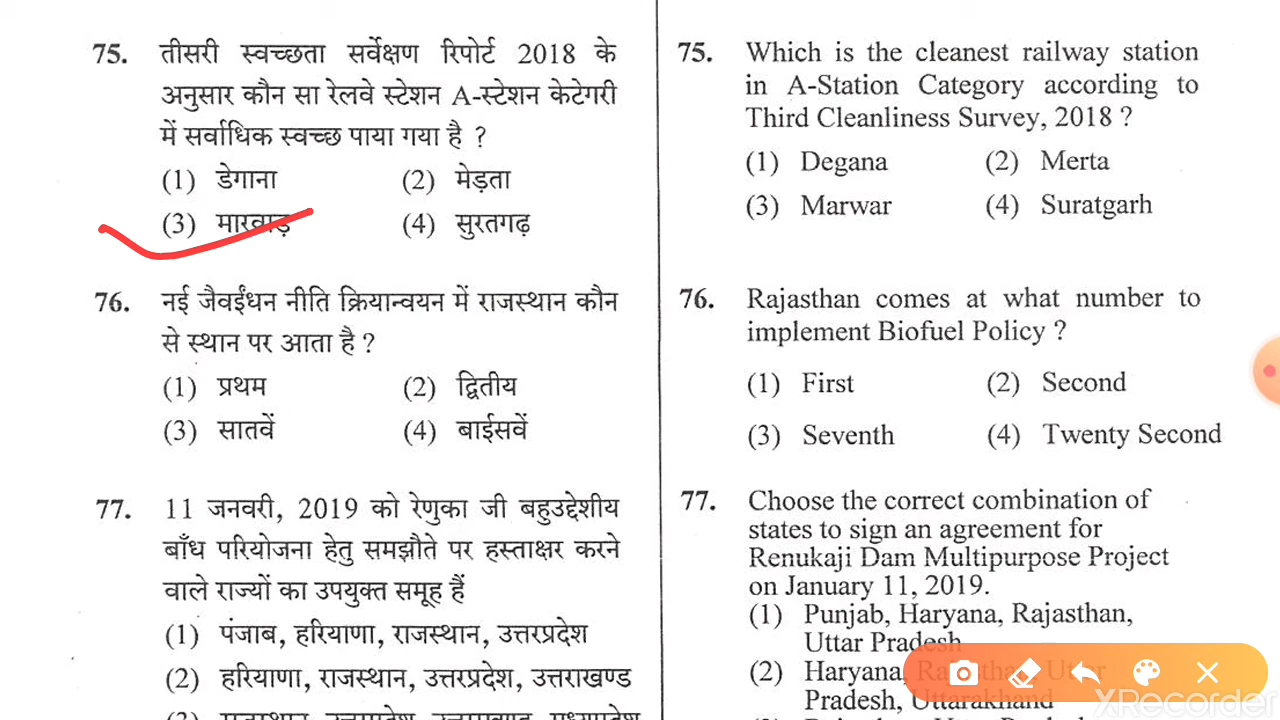 75. तीसरी स्वच्छता सर्वेक्षण रिपोर्ट 2018 के
अनुसार कौन सा रेलवे स्टेशन A-स्टेशन केटेगरी
में सर्वाधिक स्वच्छ पाया गया है ?
(1) डेगाना (2) मेड़ता
(3) मारवाड़ (4) सुरतगढ़
76. नई जैवईंधन नीति क्रियान्वयन में राजस्थान कौन
से स्थान पर आता है ?
(1) प्रथम (2) द्वितीय
(3) सातवें (4) बाईसवें
77. 11 जनवरी, 2019 को रेणुका जी बहुउद्देशीय
बाँध परियोजना हेतु समझौते पर हस्ताक्षर करने
वाले राज्यों का उपयुक्त समूह हैं
(1) पंजाब, हरियाणा, राजस्थान, उत्तरप्रदेश
(2) हरियाणा, राजस्थान, उत्तरप्रदेश, उत्तराखण्ड
75. Which is the cleanest railway station
in A-Station Category according to
Third Cleanliness Survey, 2018 ?
(1) Degana (2) Merta
(3) Marwar (4) Suratgarh
76. Rajasthan comes at what number to
implement Biofuel Policy ?
(1) First (2) Second
(3) Seventh (4) Twenty Second
77. Choose the correct combination of
states to sign an agreement for
Renukaji Dam Multipurpose Project
on January 11, 2019.
(1) Punjab, Haryana, Rajasthan,
Uttar Pradesh
(2) Haryana, Rajasthan, Uttar
Pradesh, Uttarakhand
XRecorder